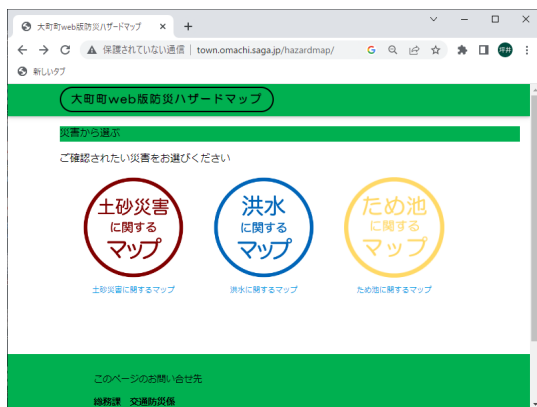 大町町web版防災ハザードマップ
保護されていない通信 town.omachi.saga.jp/hazardmap/
坪井
新しいタブ
大町町web版防災ハザードマップ
災害から選ぶ
ご確認されたい災害をお選びください
土砂災害
に関する
マップ
洪水
に関する
マップ
ため池
に関する
マップ
土砂災害に関するマップ
洪水に関するマップ
ため池に関するマップ
このページのお問い合せ先
総務課 交通防災係